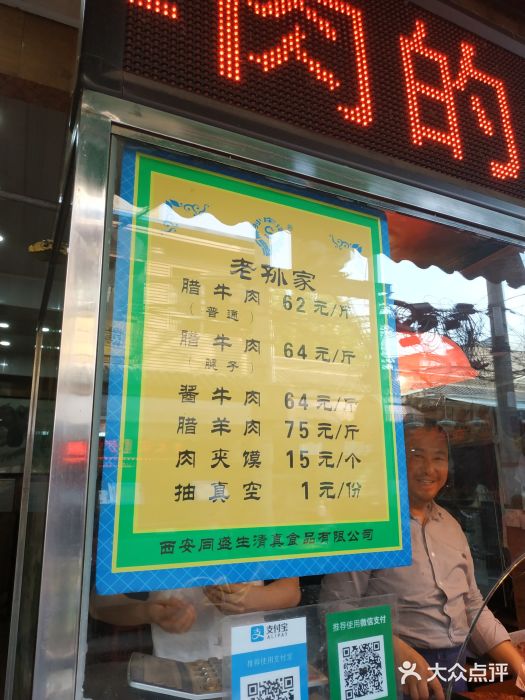 肉的
老孙家
腊牛肉 62元/斤
（普通）
腊牛肉 64元/斤
（腱子）
酱牛肉 64元/斤
腊羊肉 75元/斤
肉夹馍 15元/个
抽真空 1元/份
西安同盛生清真食品有限公司
支付宝
ALIPAY
推荐使用支付宝
推荐使用微信支付
大众点评